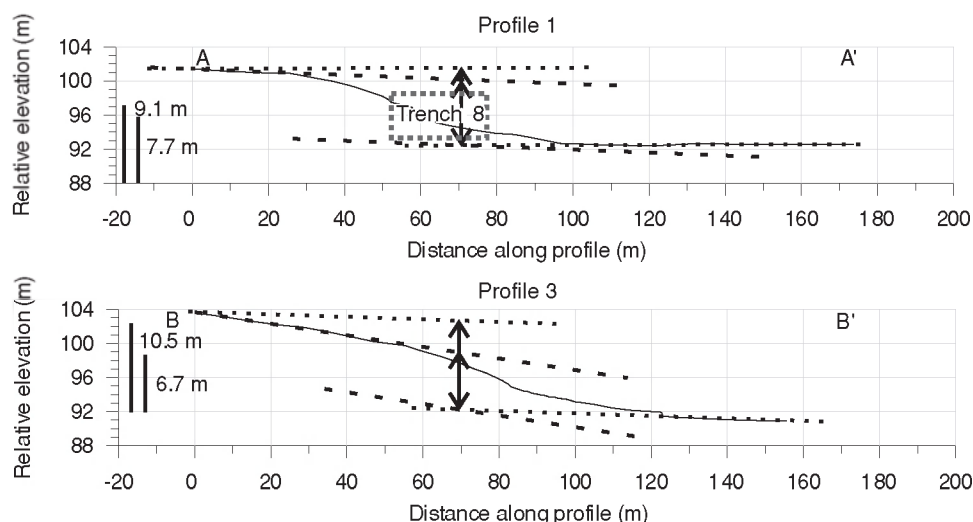 Profile 1
Relative elevation (m)
104
100
96
92
88
A
A'
9.1 m
7.7 m
Trench 8
-20 0 20 40 60 80 100 120 140 160 180 200
Distance along profile (m)
Profile 3
Relative elevation (m)
104
100
96
92
88
B
B'
10.5 m
6.7 m
-20 0 20 40 60 80 100 120 140 160 180 200
Distance along profile (m)